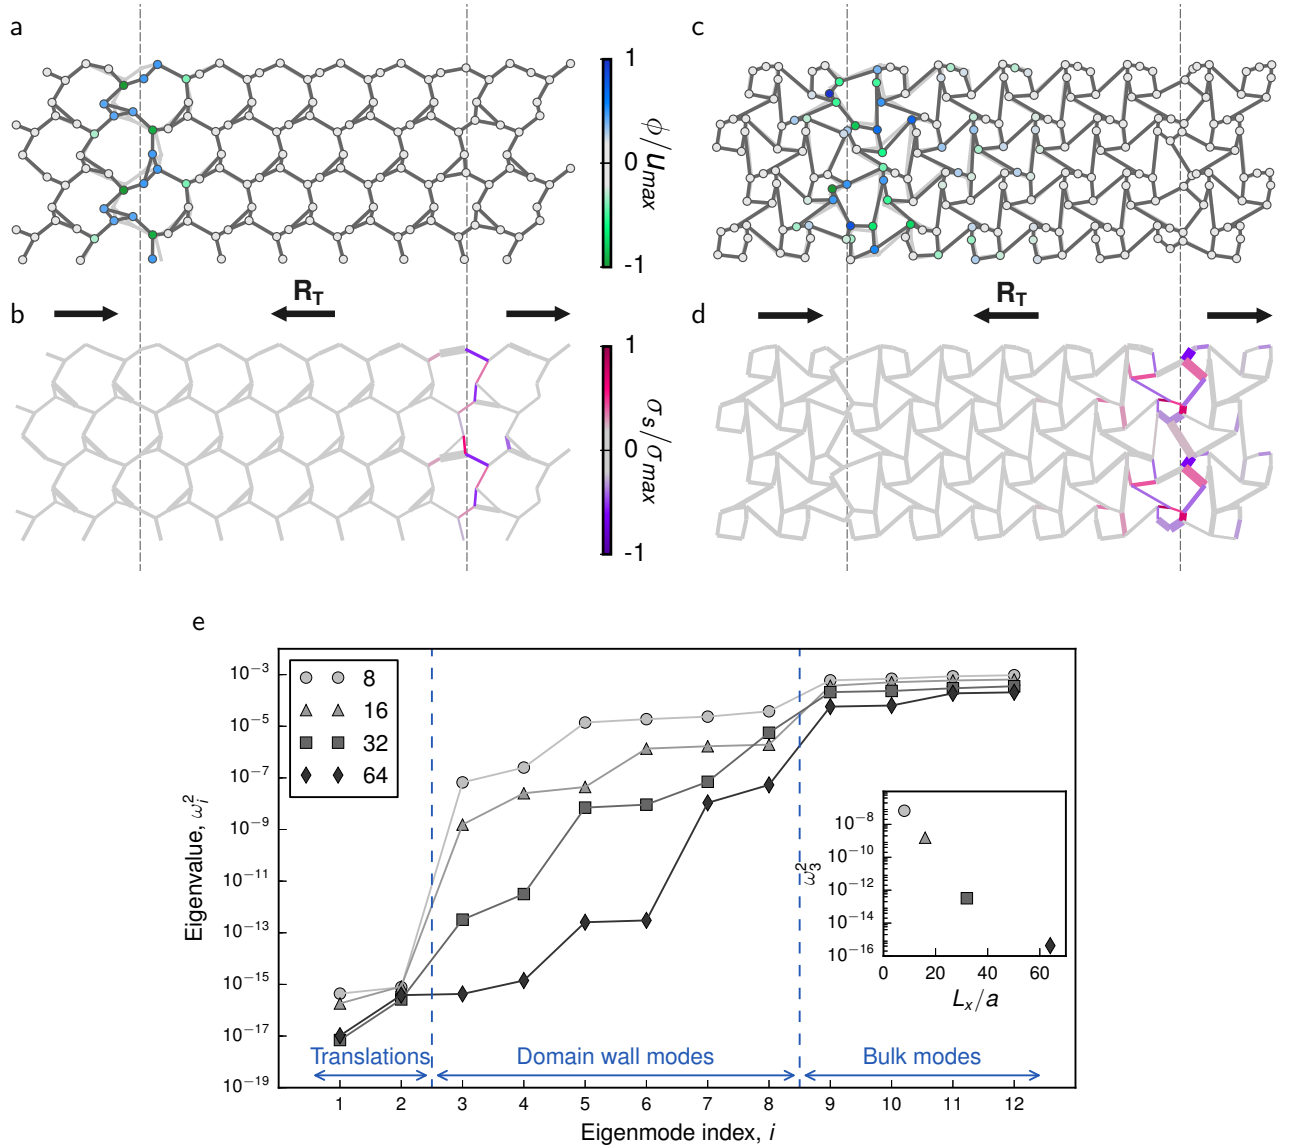 a
c
1
ϕ/u_max
0
-1
R_T
R_T
b
d
1
σ_s/σ_max
0
-1
e
Eigenvalue, ω_i^2
10^−3
10^−5
10^−7
10^−9
10^−11
10^−13
10^−15
10^−17
10^−19
8
16
32
64
ω_3^2
10^−8
10^−10
10^−12
10^−14
10^−16
0 20 40 60
L_x/a
Translations Domain wall modes Bulk modes
1 2 3 4 5 6 7 8 9 10 11 12
Eigenmode index, i